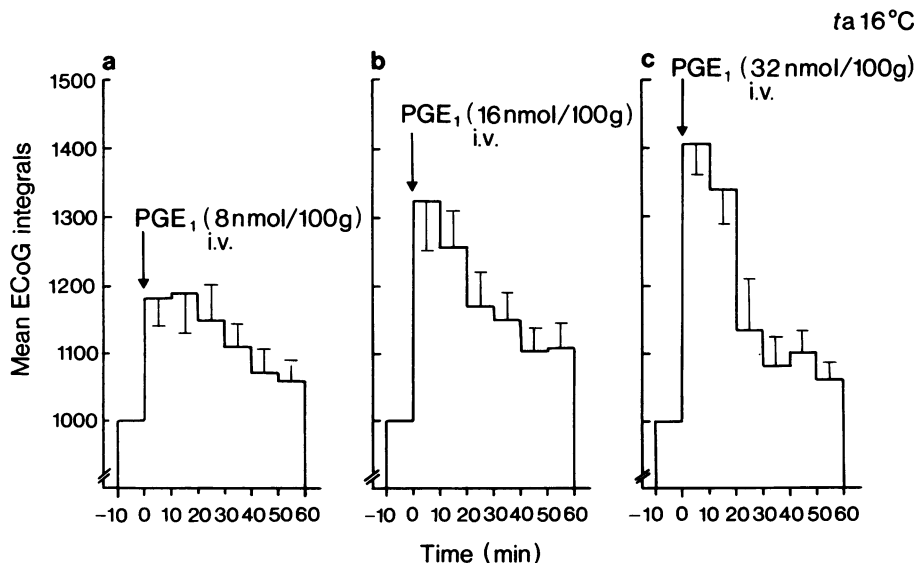 ta 16°C
a
b
c
PGE₁ (8 nmol/100g)
i.v.
PGE₁ (16 nmol/100g)
i.v.
PGE₁ (32 nmol/100g)
i.v.
Mean ECoG integrals
1500
1400
1300
1200
1100
1000
−10 0 10 20 30 40 50 60
−10 0 10 20 30 40 50 60
−10 0 10 20 30 40 50 60
Time (min)